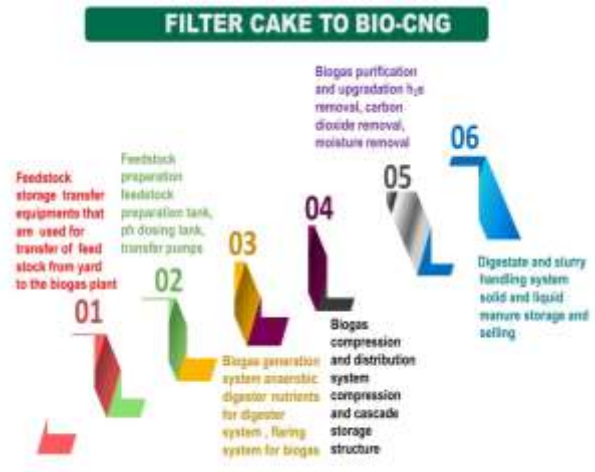 FILTER CAKE TO BIO-CNG
Feedstock
storage transfer
equipments that
are used for
transfer of feed
stock from yard
to the biogas plant
01
Feedstock
preparation
feedstock
preparation tank,
ph dosing tank,
transfer pumps
02
03
Biogas generation
system anaerobic
digester nutrients
for digester
system , flaring
system for biogas
04
Biogas
compression
and distribution
system
compression
and cascade
storage
structure
Biogas purification
and upgradation h₂s
removal, carbon
dioxide removal,
moisture removal
05
06
Digestate and slurry
handling system
solid and liquid
manure storage and
selling